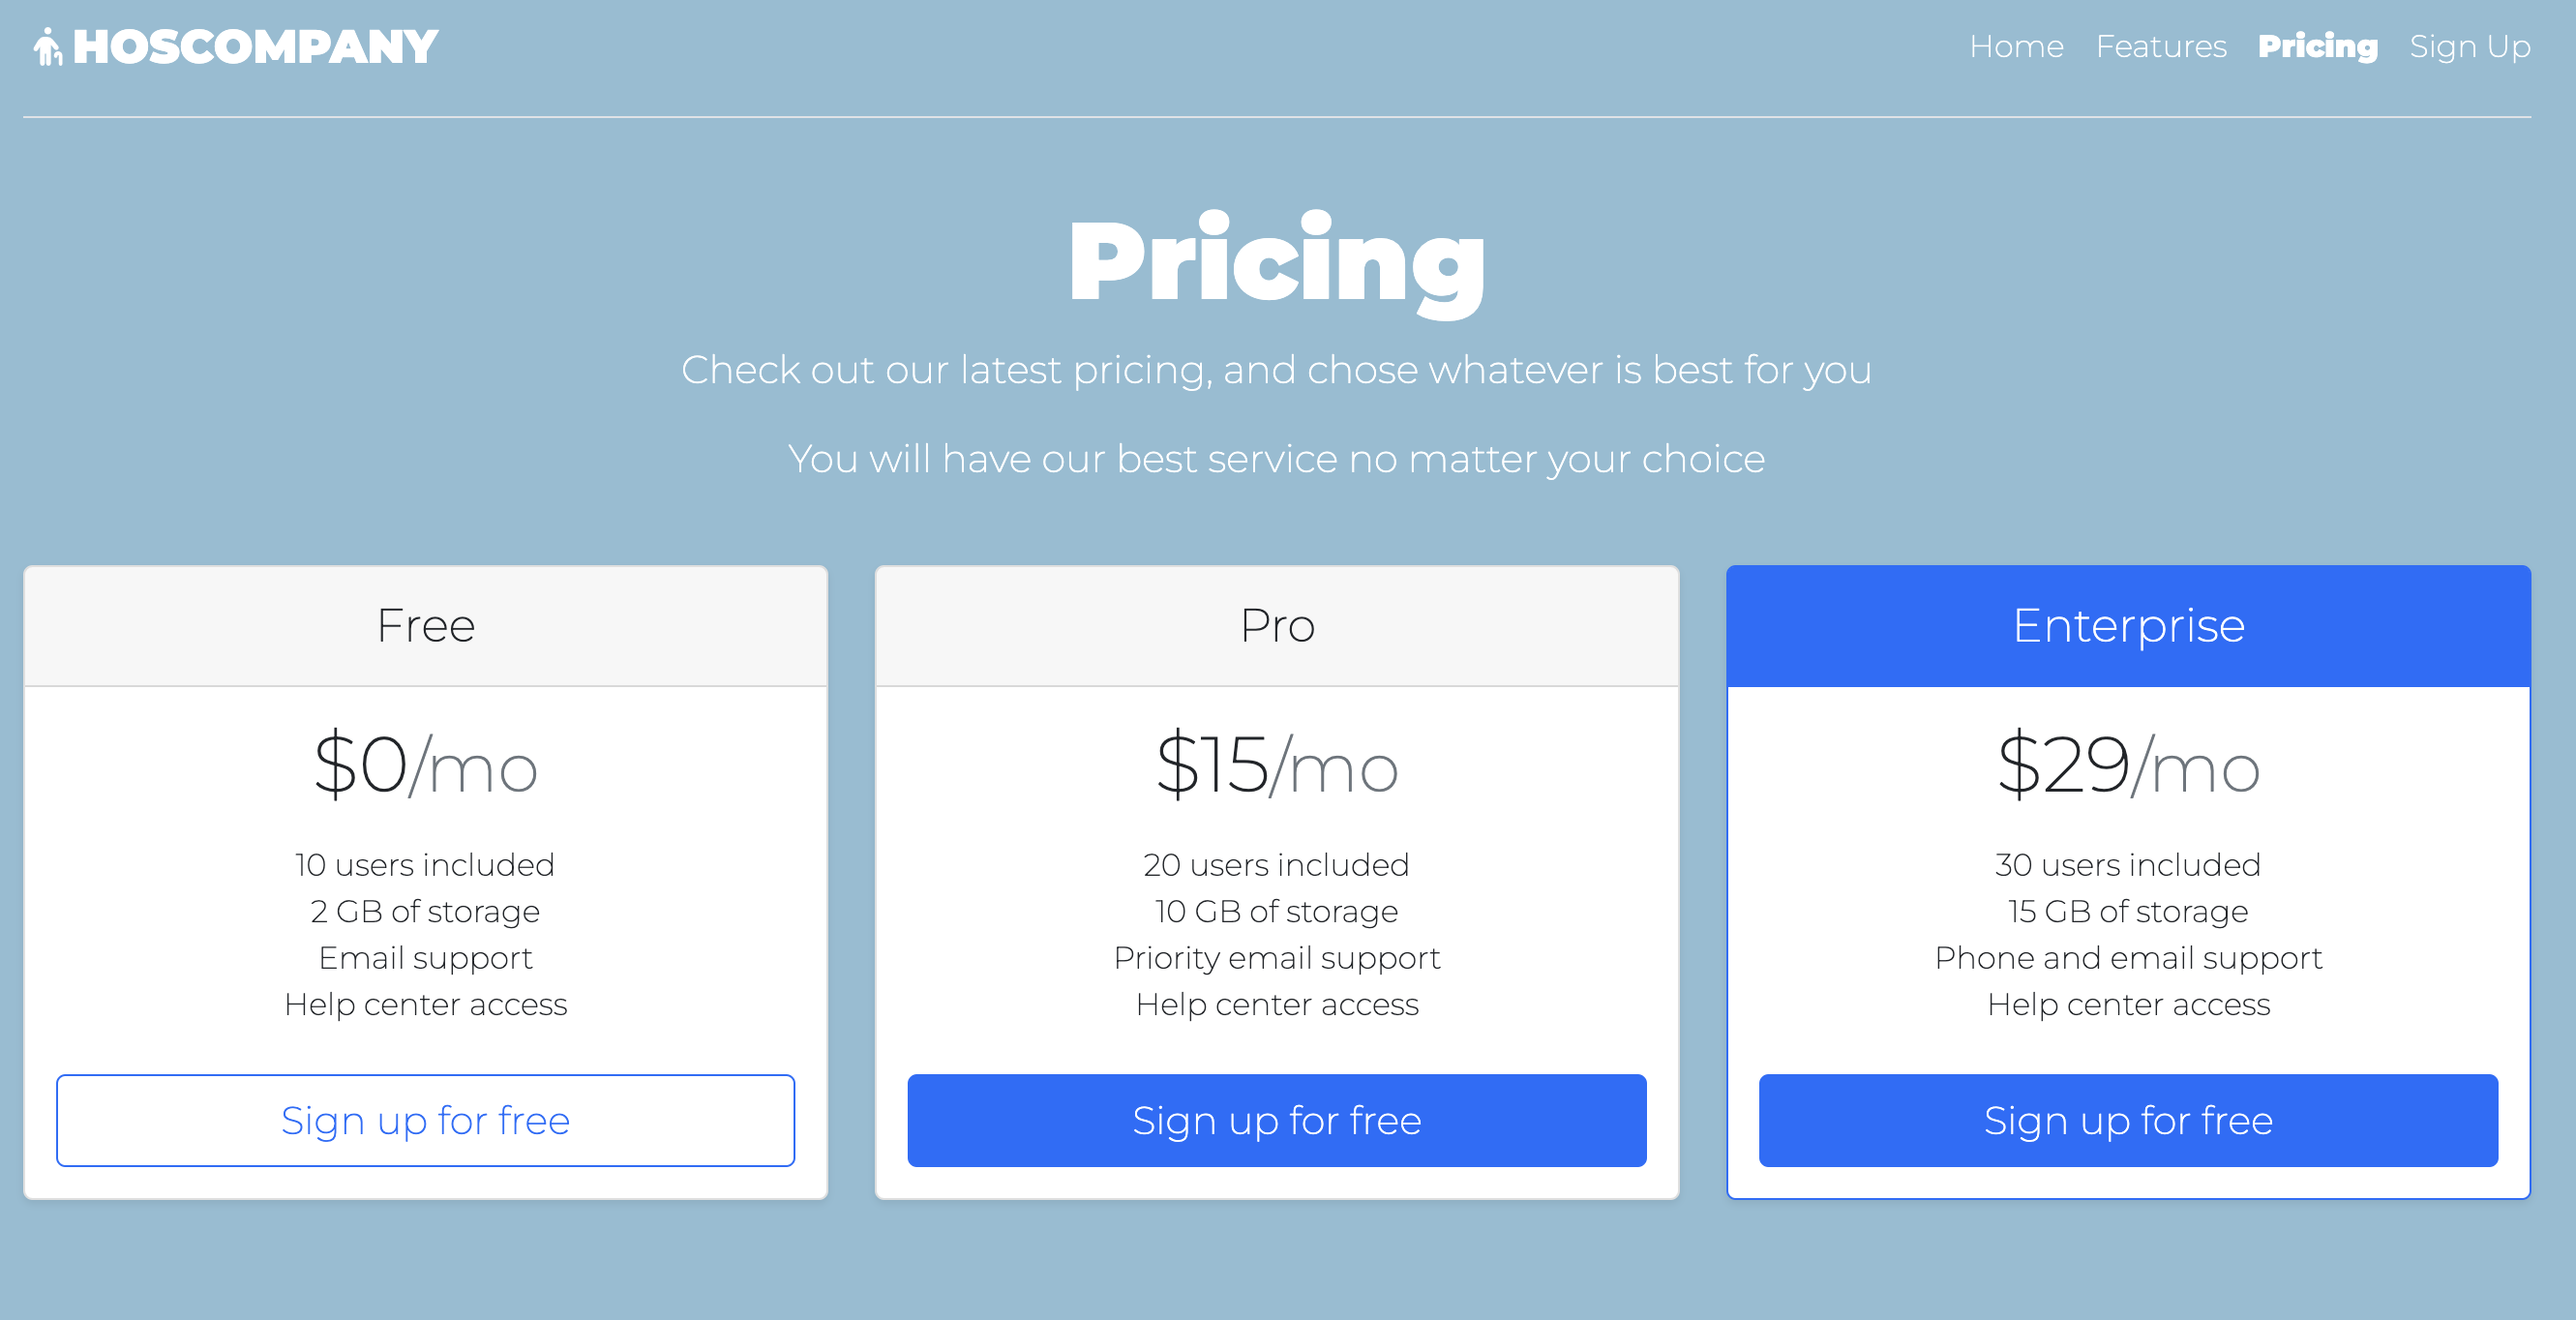 HOSCOMPANY
Home Features Pricing Sign Up
Pricing
Check out our latest pricing, and chose whatever is best for you
You will have our best service no matter your choice
Free
$0/mo
10 users included
2 GB of storage
Email support
Help center access
Sign up for free
Pro
$15/mo
20 users included
10 GB of storage
Priority email support
Help center access
Sign up for free
Enterprise
$29/mo
30 users included
15 GB of storage
Phone and email support
Help center access
Sign up for free